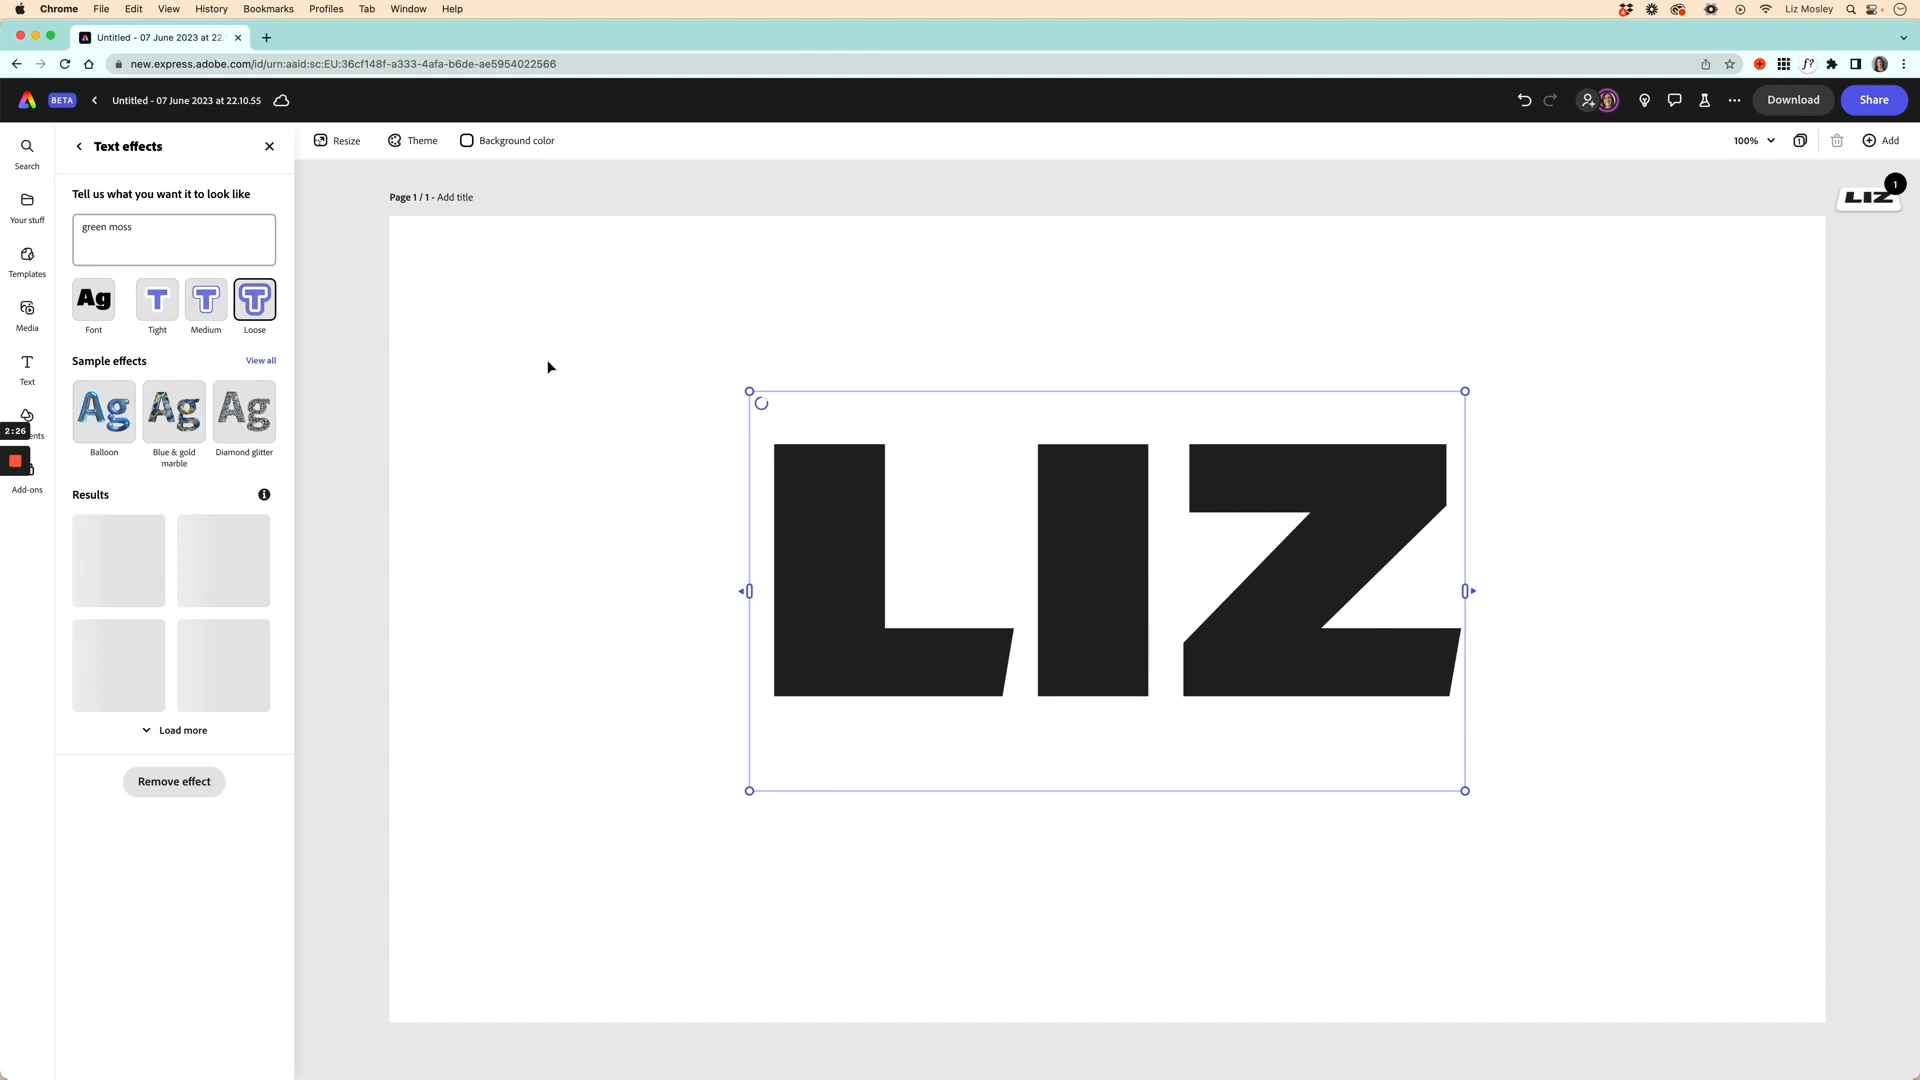 Chrome File Edit View History Bookmarks Profiles Tab Window Help Liz Mosley
Untitled - 07 June 2023 at 22.
new.express.adobe.com/id/urn:aaid:sc:EU:36cf148f-a333-4afa-b6de-ae5954022566
BETA Untitled - 07 June 2023 at 22.10.55 Download Share
Search
Your stuff
Templates
Media
Text
2:26
ents
Add-ons
Text effects
Tell us what you want it to look like
green moss
Ag T T T
Font Tight Medium Loose
Sample effects View all
Ag Ag Ag
Balloon Blue & gold marble Diamond glitter
Results
Load more
Remove effect
Resize Theme Background color 100% 1 Add
Page 1 / 1 - Add title
1
LIZ
LIZ